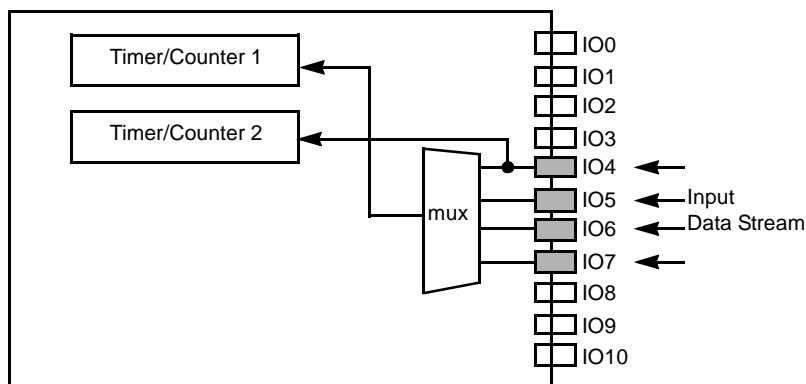 Timer/Counter 1
Timer/Counter 2
mux
IO0
IO1
IO2
IO3
IO4
IO5
IO6
IO7
IO8
IO9
IO10
Input
Data Stream